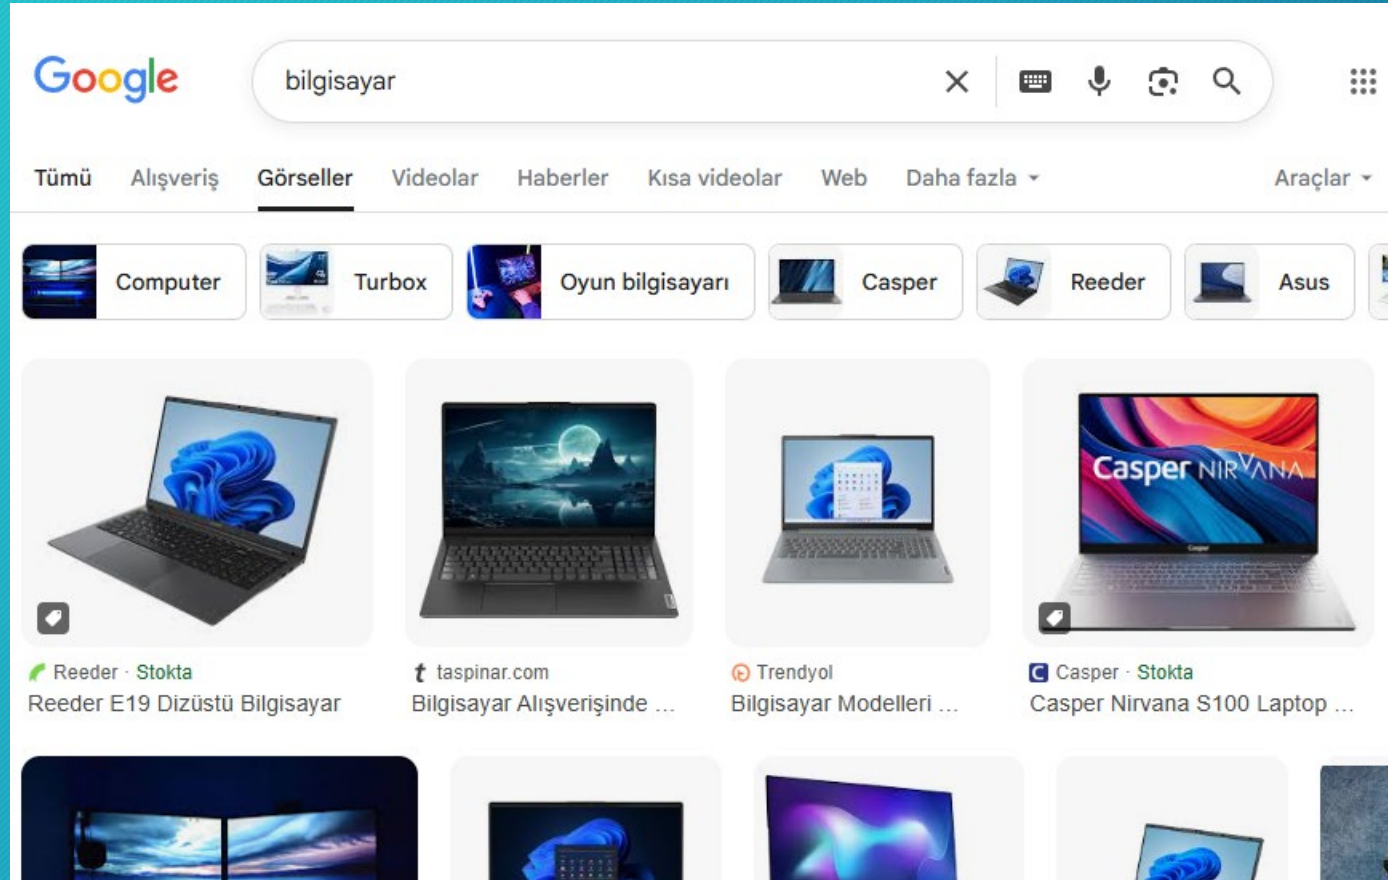 Google
bilgisayar
Tümü Alışveriş Görseller Videolar Haberler Kısa videolar Web Daha fazla Araçlar
Computer Turbox Oyun bilgisayarı Casper Reeder Asus
Casper NIRVANA
Casper
Reeder · Stokta
Reeder E19 Dizüstü Bilgisayar
taspinar.com
Bilgisayar Alışverişinde ...
Trendyol
Bilgisayar Modelleri ...
Casper · Stokta
Casper Nirvana S100 Laptop ...